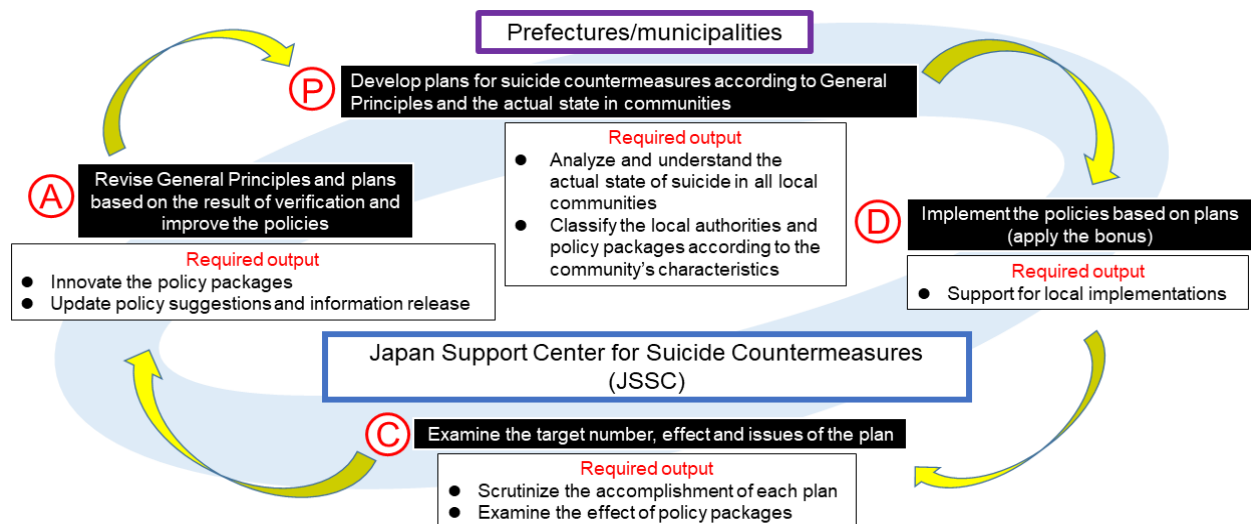 Prefectures/municipalities
P
Develop plans for suicide countermeasures according to General
Principles and the actual state in communities
Required output
● Analyze and understand the
actual state of suicide in all local
communities
● Classify the local authorities and
policy packages according to the
community's characteristics
A
Revise General Principles and plans
based on the result of verification and
improve the policies
Required output
● Innovate the policy packages
● Update policy suggestions and information release
D
Implement the policies based on plans
(apply the bonus)
Required output
● Support for local implementations
Japan Support Center for Suicide Countermeasures
(JSSC)
C
Examine the target number, effect and issues of the plan
Required output
● Scrutinize the accomplishment of each plan
● Examine the effect of policy packages